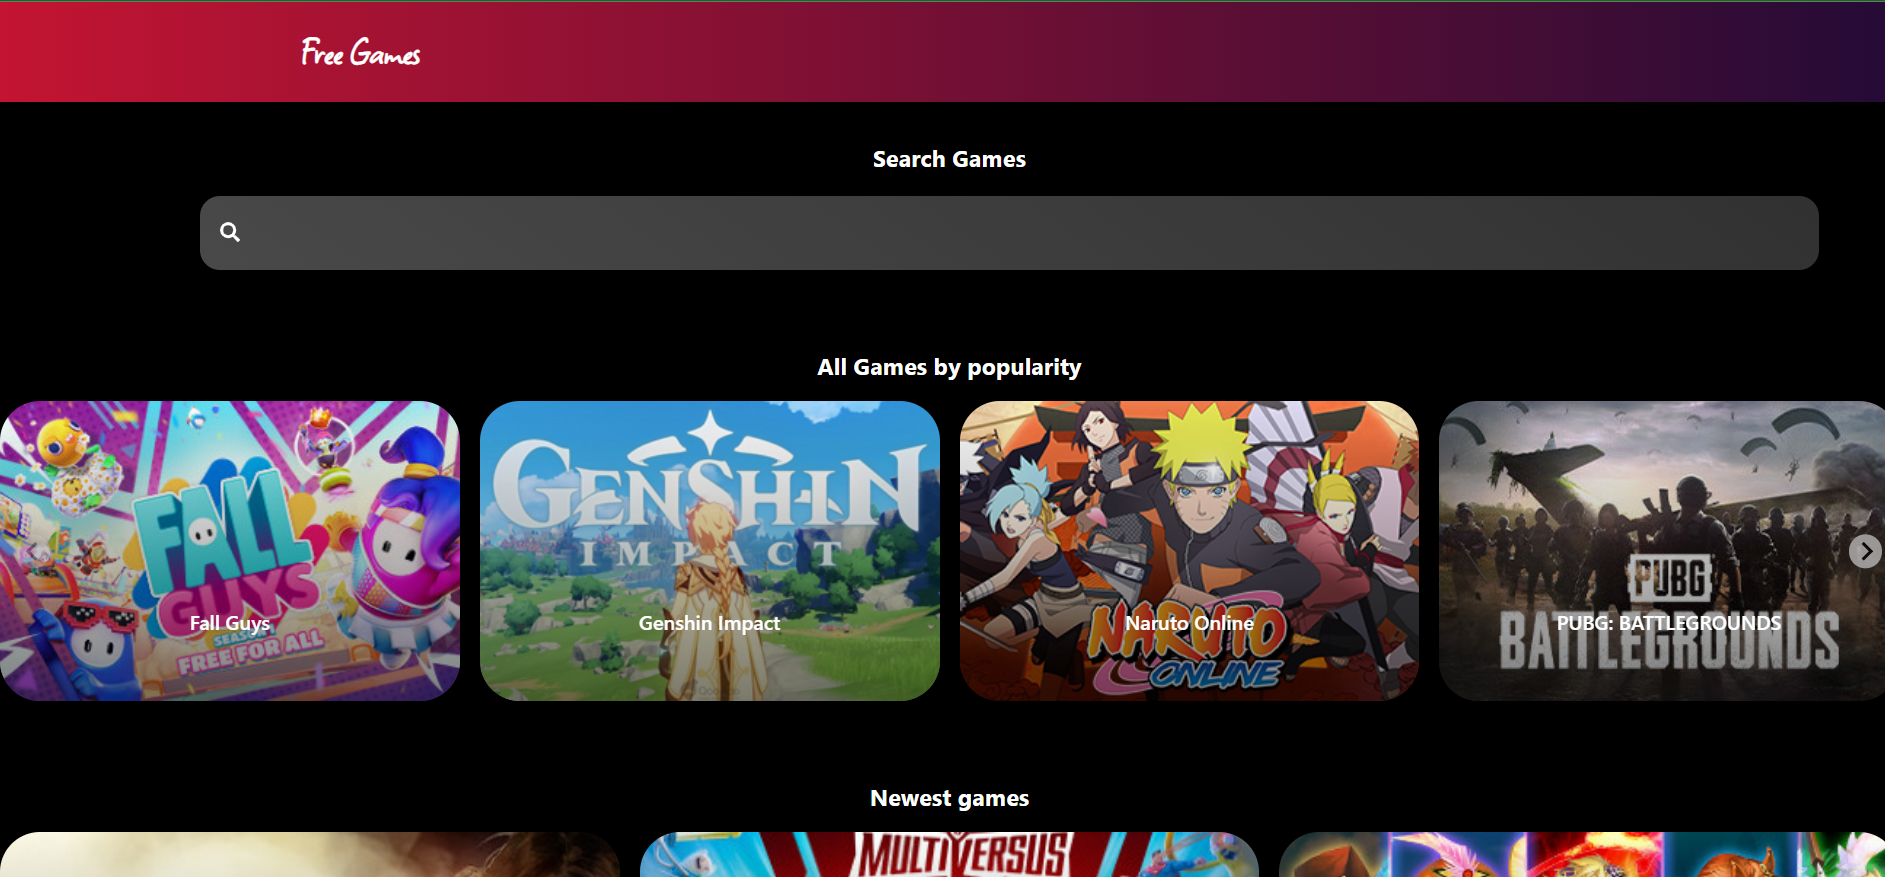 Free Games
Search Games
All Games by popularity
FALL
GUYS
Fall Guys
FREE FOR ALL
GENSHIN
IMPACT
Genshin Impact
NARUTO
Naruto Online
ONLINE
PUBG
PUBG: BATTLEGROUNDS
BATTLEGROUNDS
Newest games
MULTIVERSUS